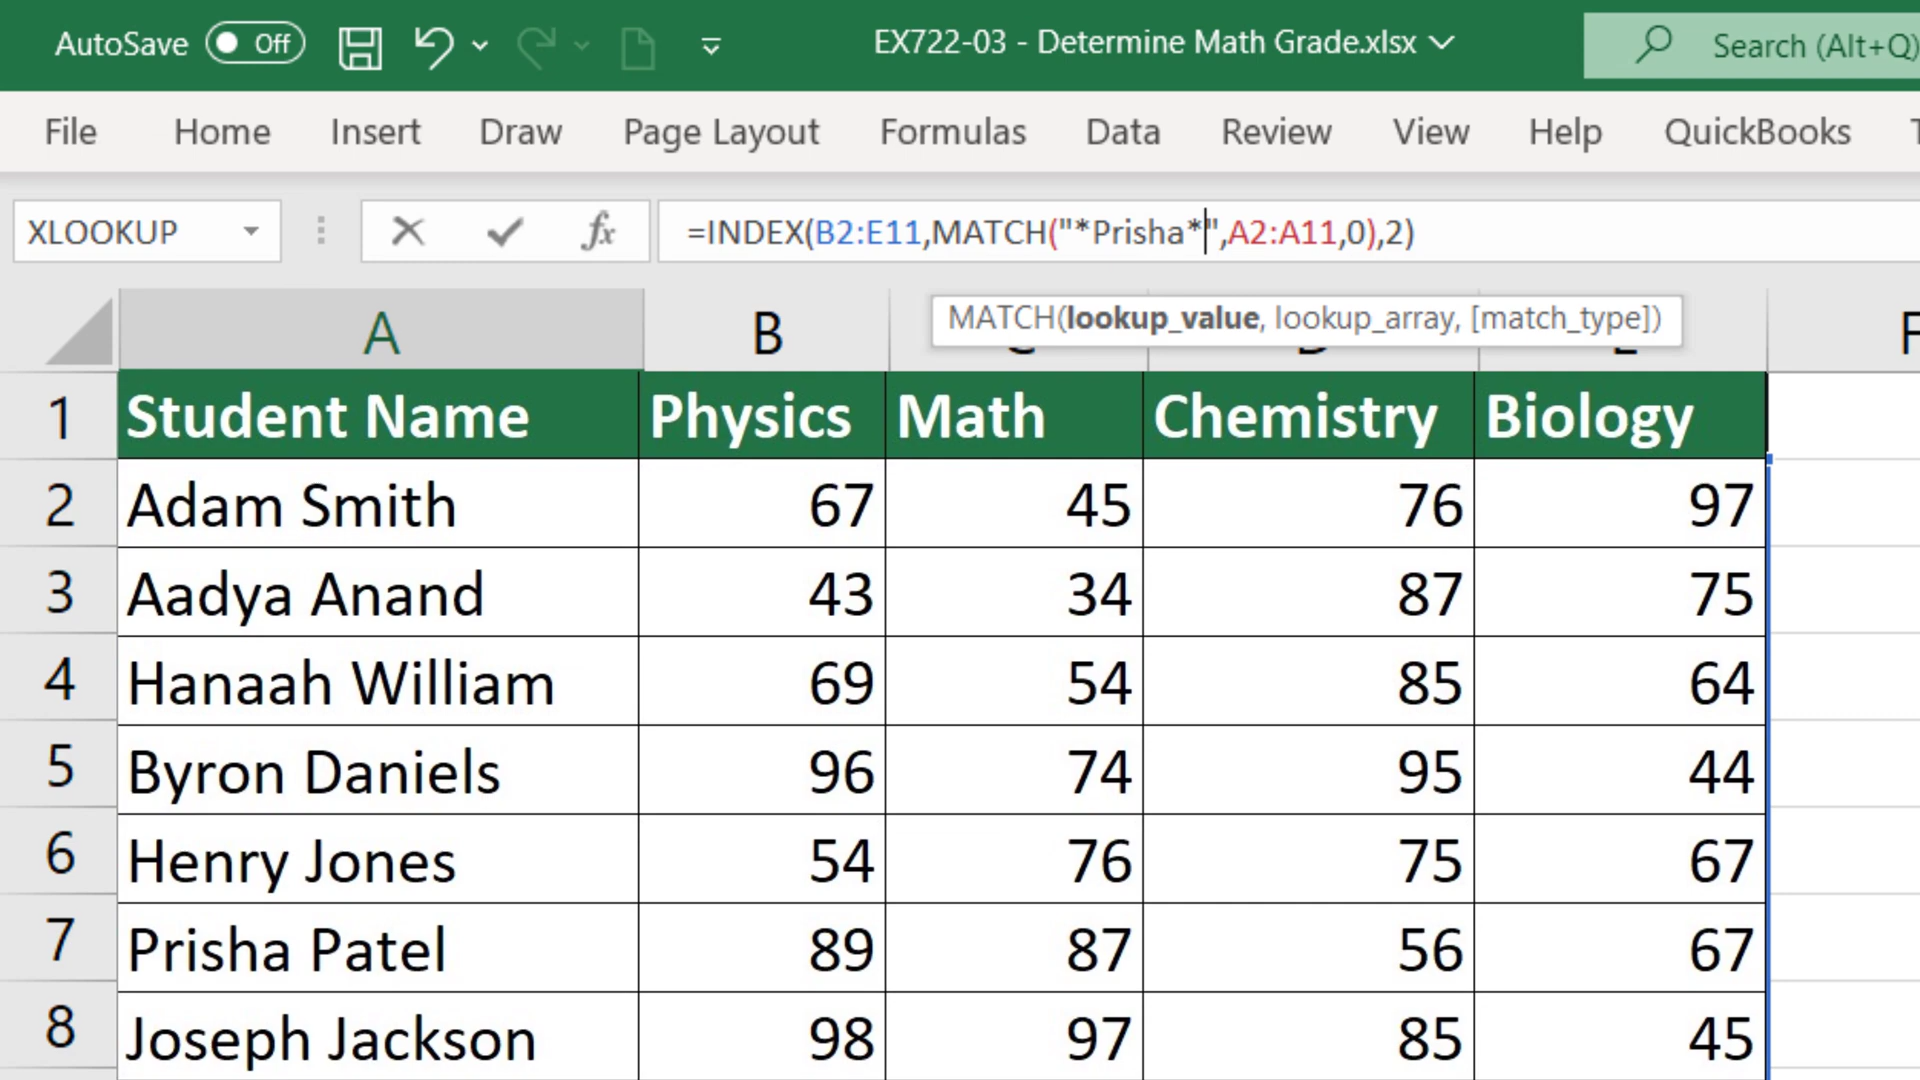 AutoSave Off EX722-03 - Determine Math Grade.xlsx Search (Alt+Q)
File Home Insert Draw Page Layout Formulas Data Review View Help QuickBooks
XLOOKUP fx =INDEX(B2:E11,MATCH("*Prisha*",A2:A11,0),2)
MATCH(lookup_value, lookup_array, [match_type])
A B
1 Student Name Physics Math Chemistry Biology
2 Adam Smith 67 45 76 97
3 Aadya Anand 43 34 87 75
4 Hanaah William 69 54 85 64
5 Byron Daniels 96 74 95 44
6 Henry Jones 54 76 75 67
7 Prisha Patel 89 87 56 67
8 Joseph Jackson 98 97 85 45